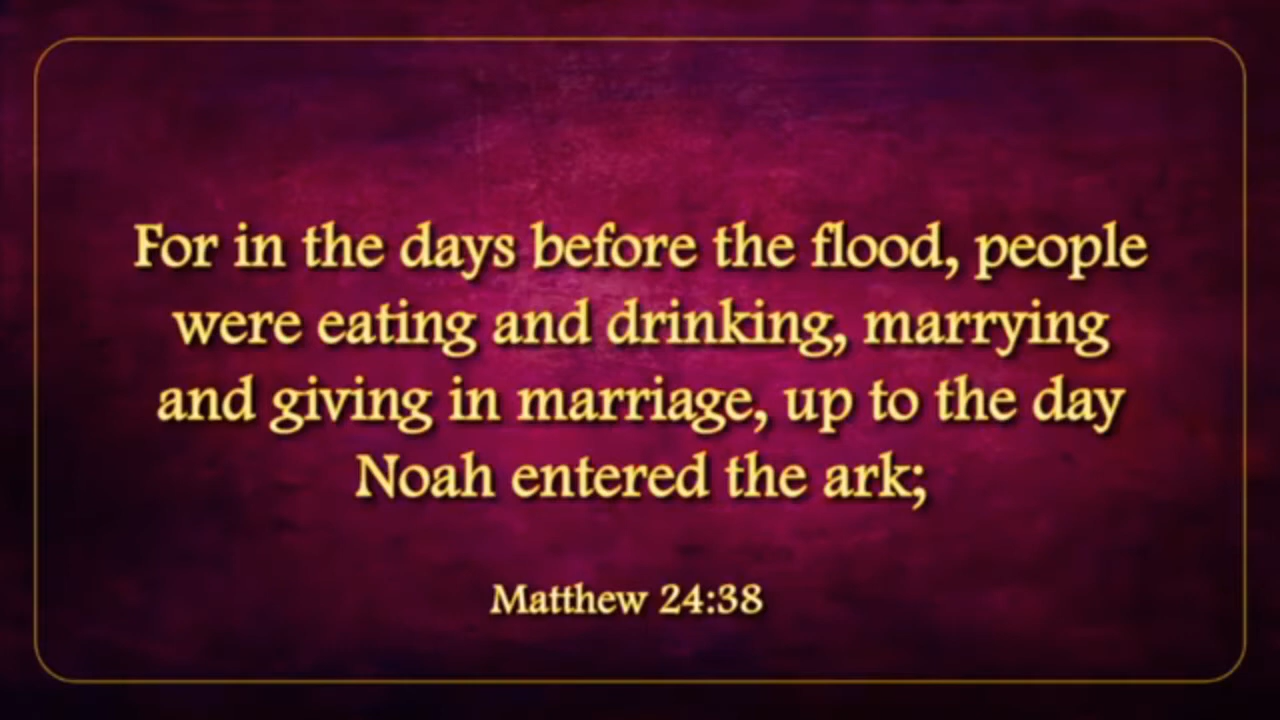 For in the days before the flood, people
were eating and drinking, marrying
and giving in marriage, up to the day
Noah entered the ark;
Matthew 24:38